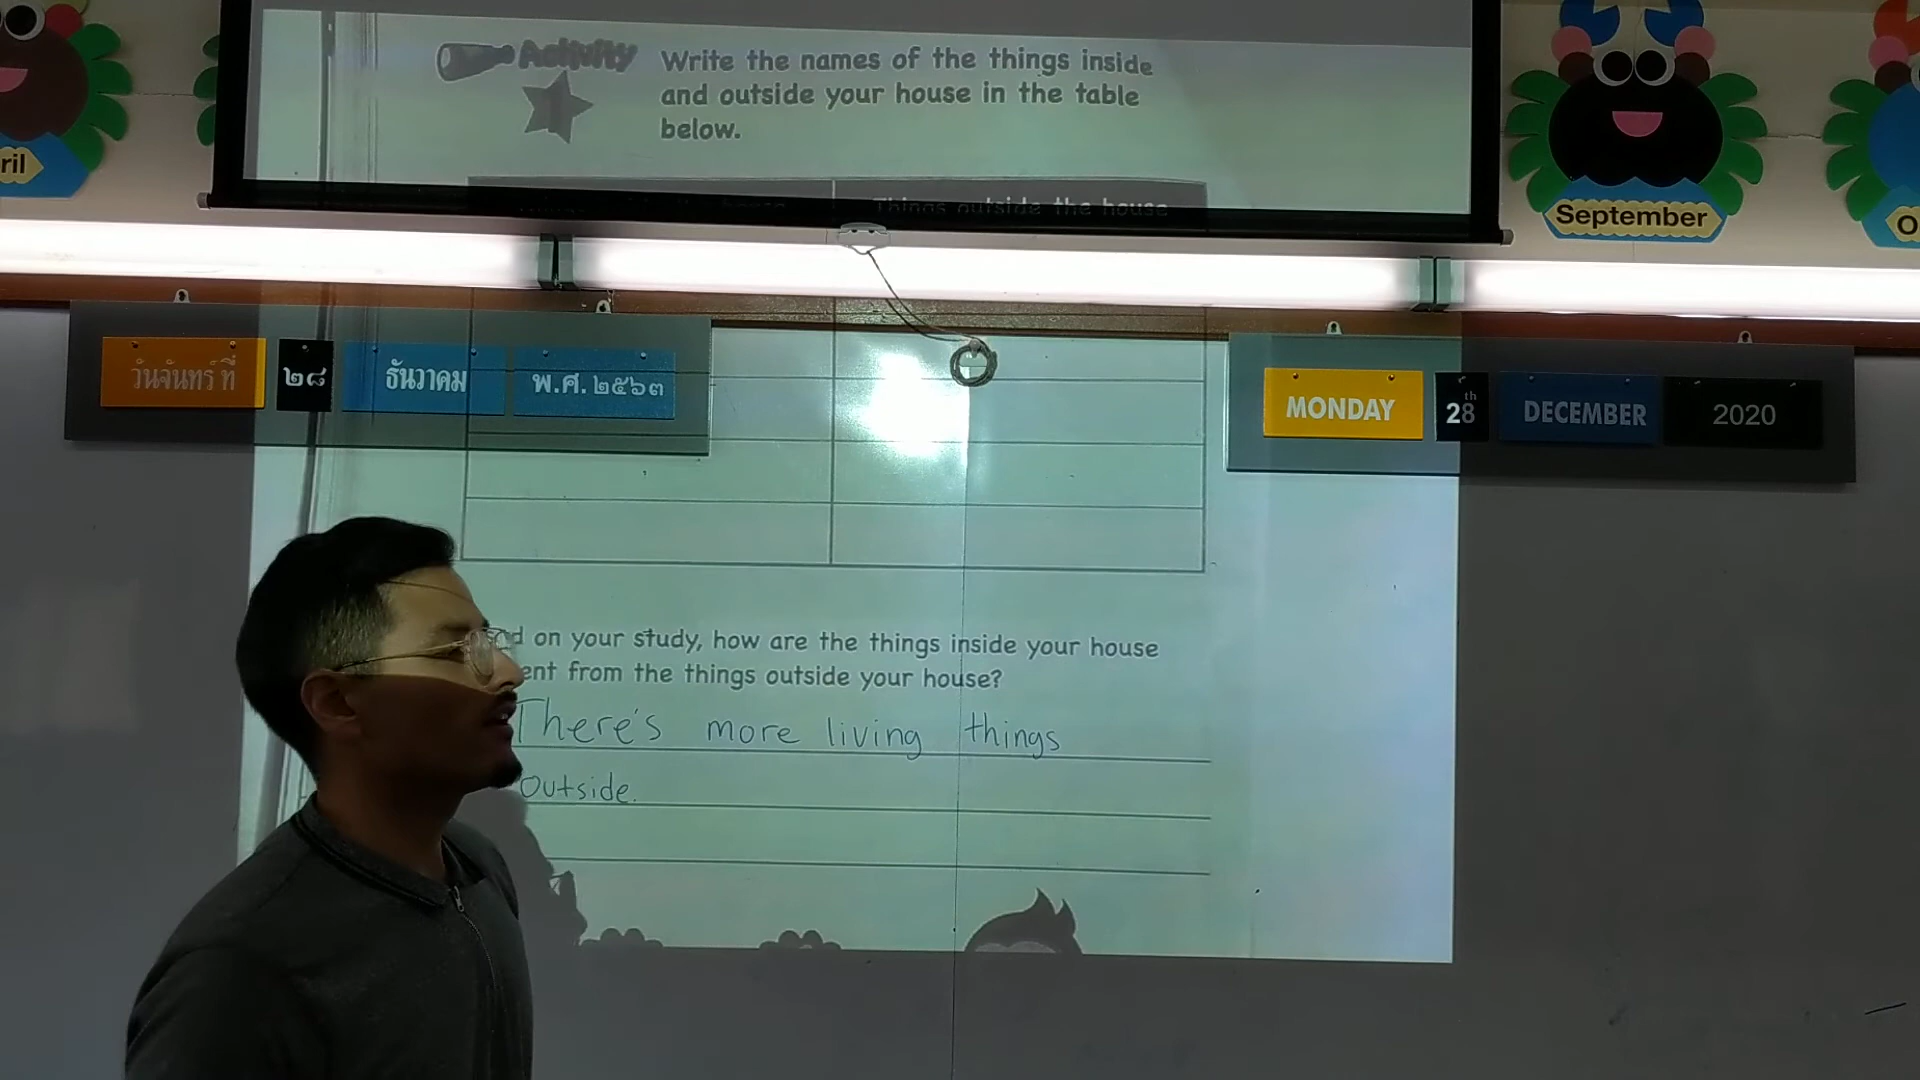 Activity
Write the names of the things inside
and outside your house in the table
below.
Things outside the house
ril
September
O
วันจันทร์ ที่ ๒๘ ธันวาคม พ.ศ. ๒๕๖๓
MONDAY 28th DECEMBER 2020
on your study, how are the things inside your house
ent from the things outside your house?
There's more living things
outside.